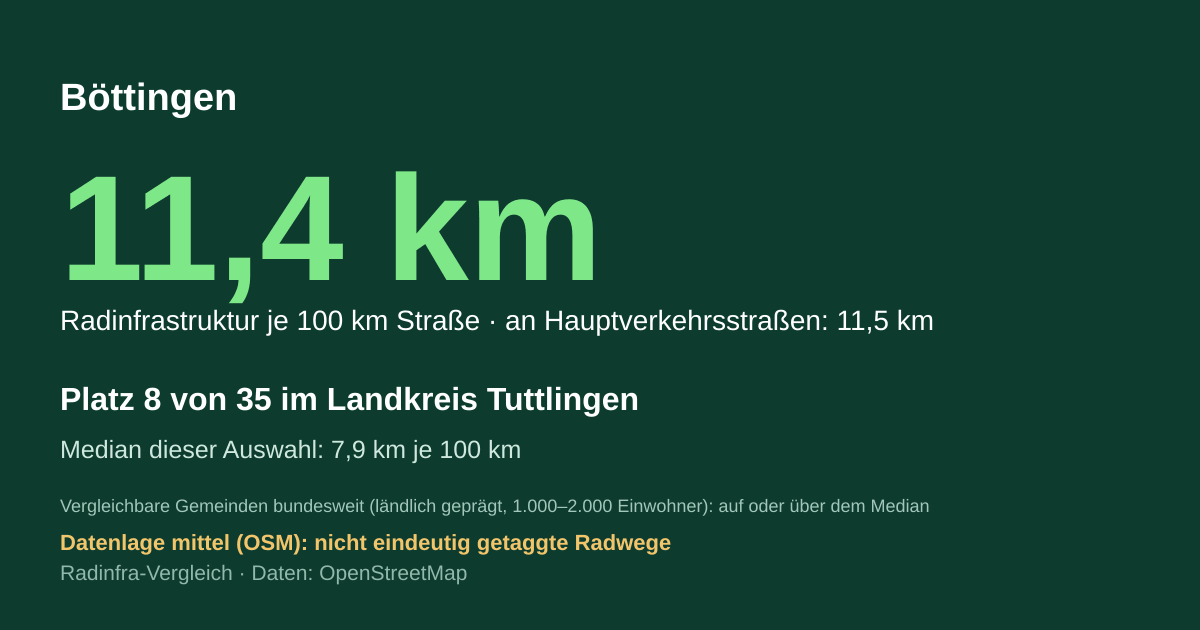 Böttingen
11,4 km
Radinfrastruktur je 100 km Straße · an Hauptverkehrsstraßen: 11,5 km
Platz 8 von 35 im Landkreis Tuttlingen
Median dieser Auswahl: 7,9 km je 100 km
Vergleichbare Gemeinden bundesweit (ländlich geprägt, 1.000–2.000 Einwohner): auf oder über dem Median
Datenlage mittel (OSM): nicht eindeutig getaggte Radwege
Radinfra-Vergleich · Daten: OpenStreetMap